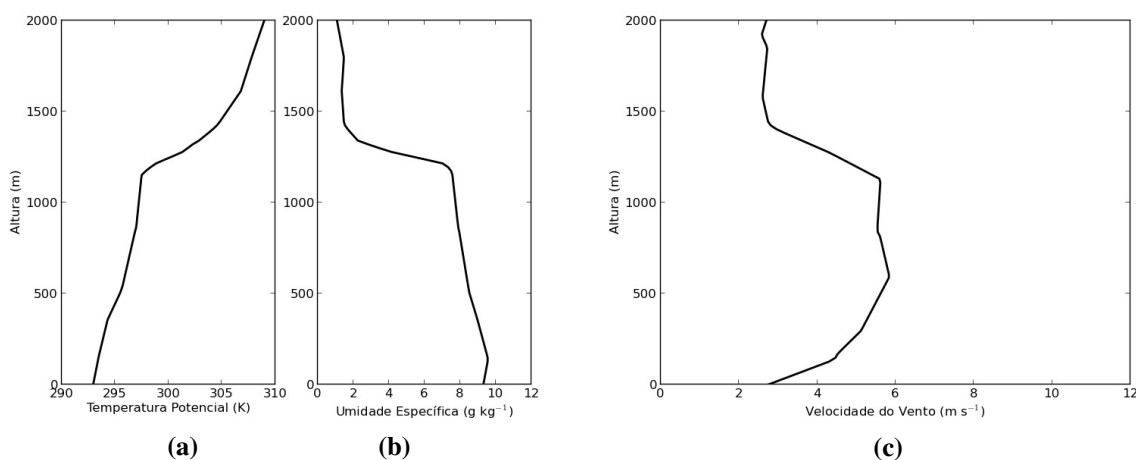 2000
1500
1000
500
0
Altura (m)
290 295 300 305 310
Temperatura Potencial (K)
(a)
2000
1500
1000
500
0
0 2 4 6 8 10 12
Umidade Específica (g kg⁻¹)
(b)
2000
1500
1000
500
0
Altura (m)
0 2 4 6 8 10 12
Velocidade do Vento (m s⁻¹)
(c)